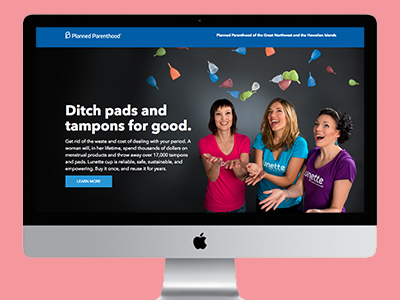 Planned Parenthood®
Planned Parenthood of the Great Northwest and the Hawaiian Islands
Ditch pads and
tampons for good.
Get rid of the waste and cost of dealing with your period. A
woman will, in her lifetime, spend thousands of dollars on
menstrual products and throw away over 17,000 tampons
and pads. Lunette cup is reliable, safe, sustainable, and
empowering. Buy it once, and reuse it for years.
LEARN MORE
Lunette
Lunette